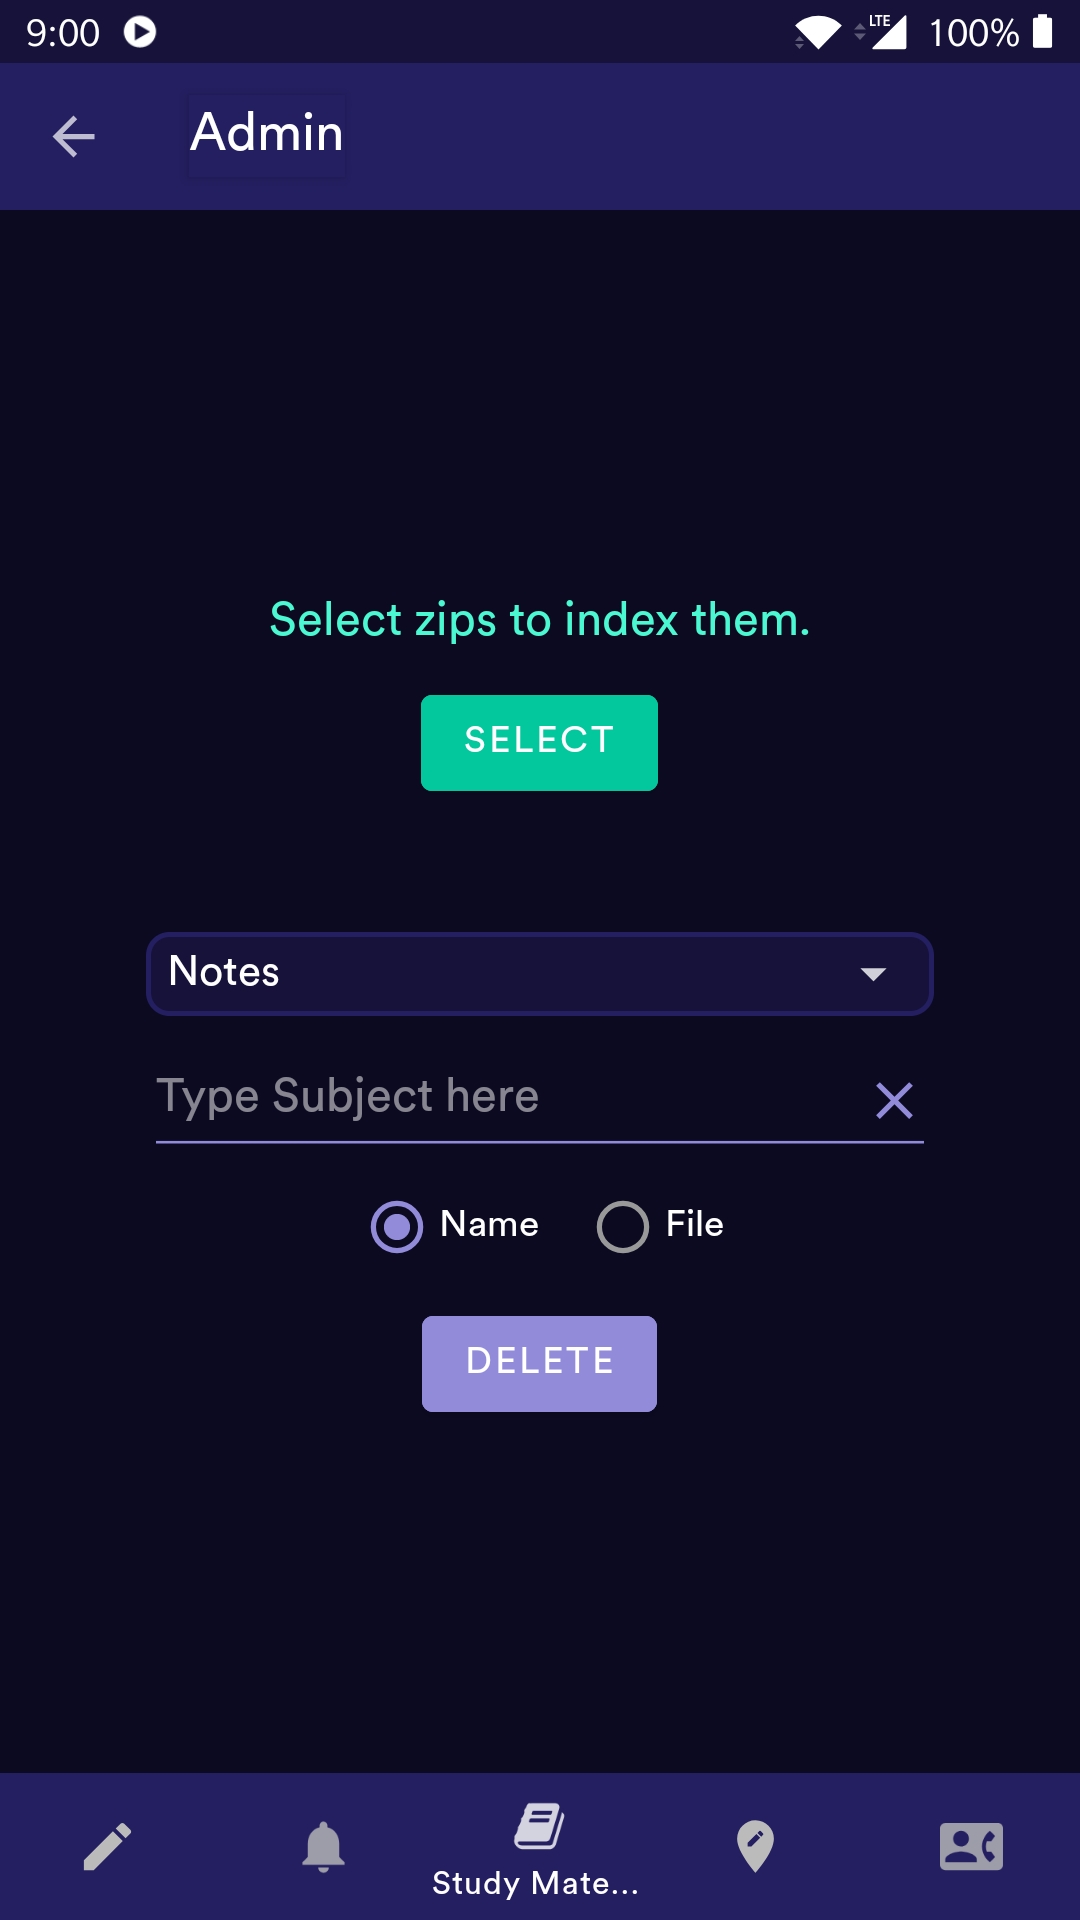 9:00 LTE 100%
Admin
Select zips to index them.
SELECT
Notes
Type Subject here
Name File
DELETE
Study Mate...